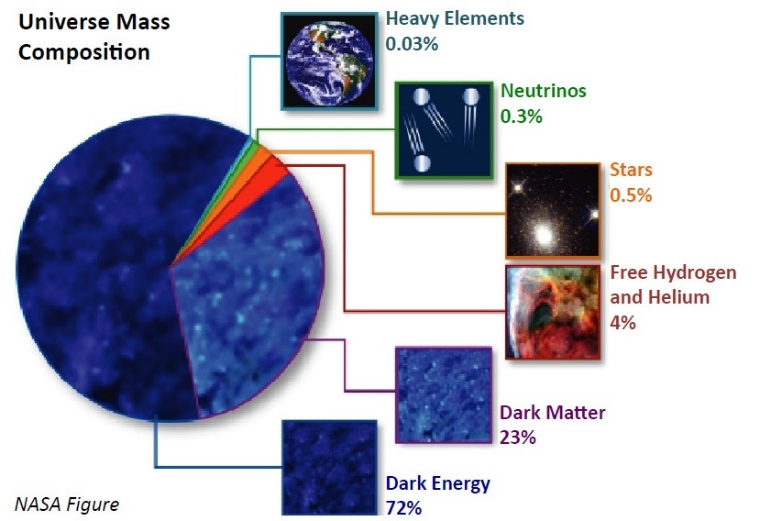 Universe Mass
Composition
Heavy Elements
0.03%
Neutrinos
0.3%
Stars
0.5%
Free Hydrogen
and Helium
4%
Dark Matter
23%
Dark Energy
72%
NASA Figure